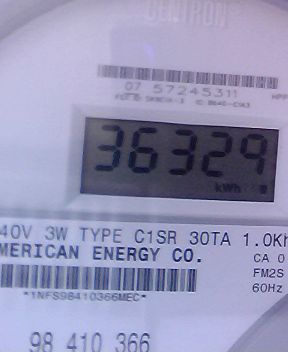 CENTRON®
07 57245311
36329
kWh
40V 3W TYPE C1SR 30TA 1.0Kh
MERICAN ENERGY CO.
CA 0
FM2S
60Hz
*1NFS98410366MEC*
98 410 366